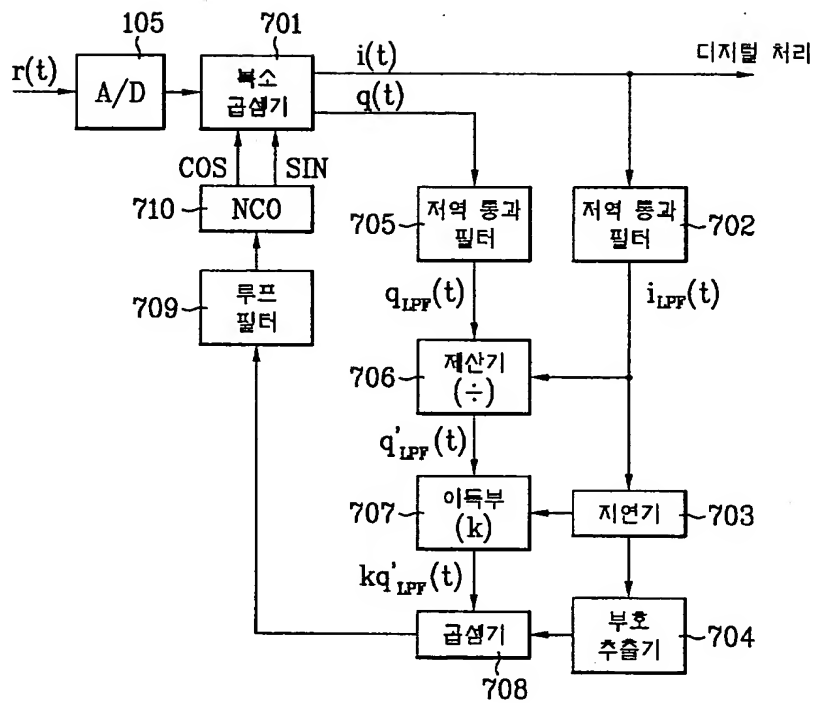 105
701
r(t)
A/D
복소
곱셈기
i(t)
q(t)
디지털 처리
COS
SIN
710
NCO
705
저역 통과
필터
저역 통과
필터
702
709
루프
필터
q_LPF(t)
i_LPF(t)
706
제산기
(÷)
q'_LPF(t)
707
이득부
(k)
지연기
703
kq'_LPF(t)
곱셈기
708
부호
추출기
704